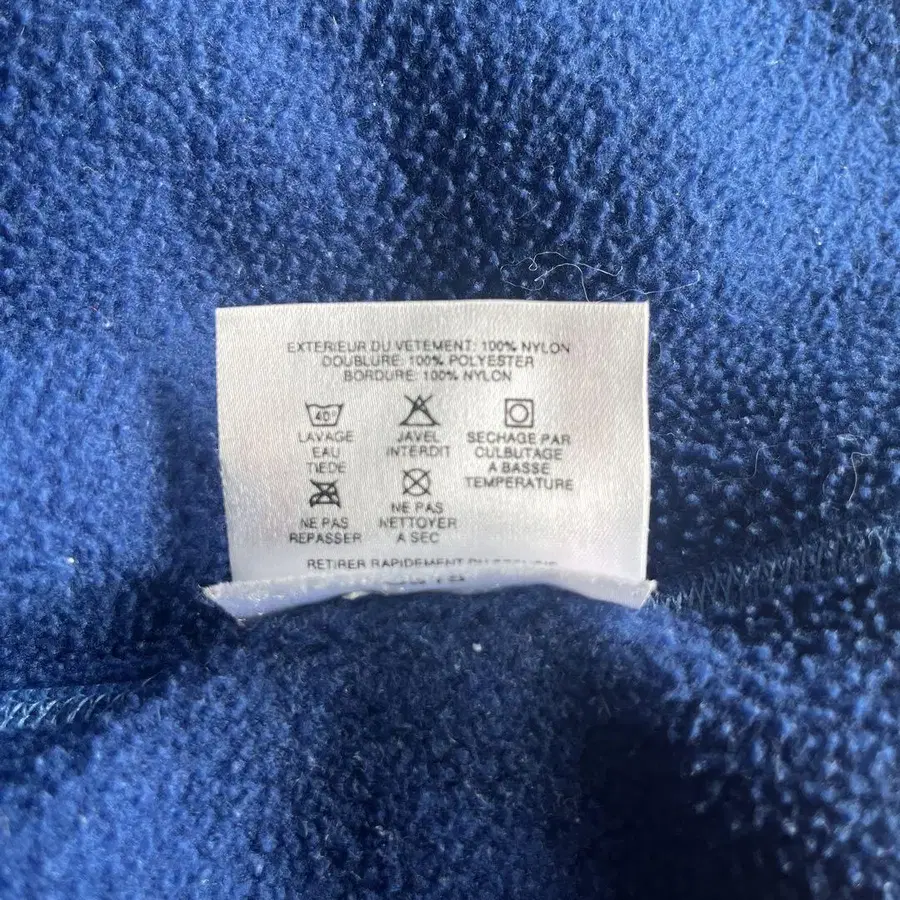 EXTERIEUR DU VETEMENT: 100% NYLON
DOUBLURE: 100% POLYESTER
BORDURE: 100% NYLON
40°
LAVAGE
EAU
TIEDE
JAVEL
INTERDIT
SECHAGE PAR
CULBUTAGE
A BASSE
TEMPERATURE
NE PAS
REPASSER
NE PAS
NETTOYER
A SEC
RETIRER RAPIDEMENT